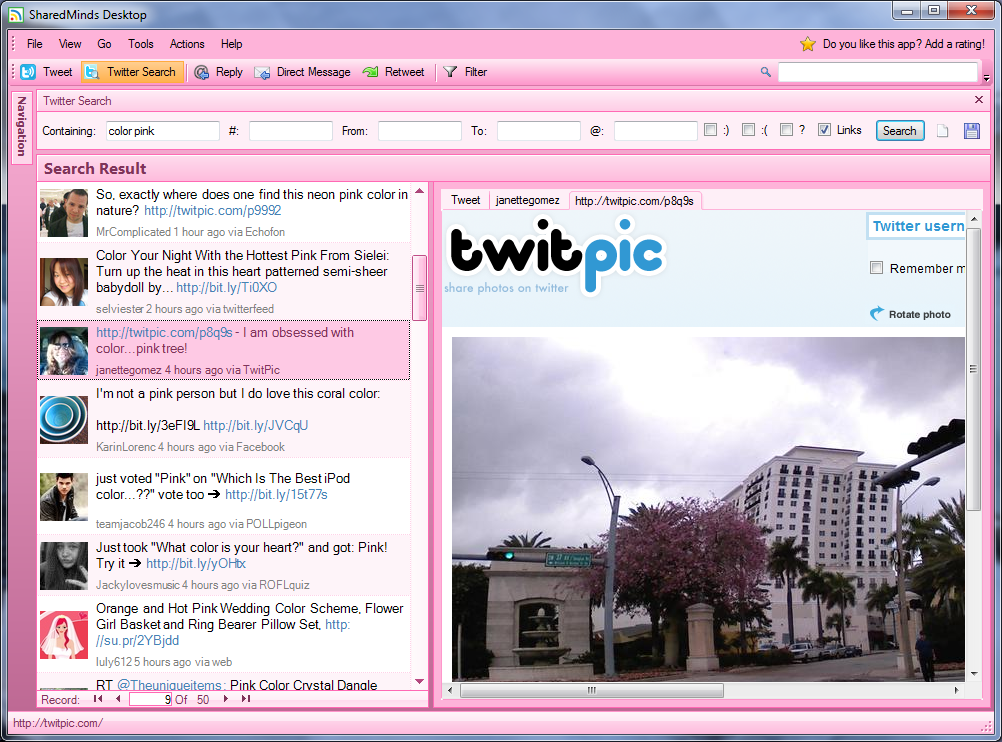 SharedMinds Desktop
File View Go Tools Actions Help
Do you like this app? Add a rating!
Tweet Twitter Search Reply Direct Message Retweet Filter
Navigation
Twitter Search
Containing: color pink #: From: To: @: :) :( ? Links Search
Search Result
So, exactly where does one find this neon pink color in
nature? http://twitpic.com/p9992
MrComplicated 1 hour ago via Echofon
Color Your Night With the Hottest Pink From Sielei:
Turn up the heat in this heart patterned semi-sheer
babydoll by... http://bit.ly/Ti0XO
selviester 2 hours ago via twitterfeed
http://twitpic.com/p8q9s - I am obsessed with
color...pink tree!
janettegomez 4 hours ago via TwitPic
I'm not a pink person but I do love this coral color:
http://bit.ly/3eFI9L http://bit.ly/JVCqU
KarinLorenc 4 hours ago via Facebook
just voted "Pink" on "Which Is The Best iPod
color...??" vote too ➔ http://bit.ly/15t77s
teamjacob246 4 hours ago via POLLpigeon
Just took "What color is your heart?" and got: Pink!
Try it ➔ http://bit.ly/yOHtx
Jackylovesmusic 4 hours ago via ROFLquiz
Orange and Hot Pink Wedding Color Scheme, Flower
Girl Basket and Ring Bearer Pillow Set, http:
//su.pr/2YBjdd
luly612 5 hours ago via web
RT @Theuniqueitems: Pink Color Crystal Dangle
Record: 9 Of 50
Tweet janettegomez http://twitpic.com/p8q9s
twitpic
share photos on twitter
Twitter usern
Remember m
Rotate photo
http://twitpic.com/